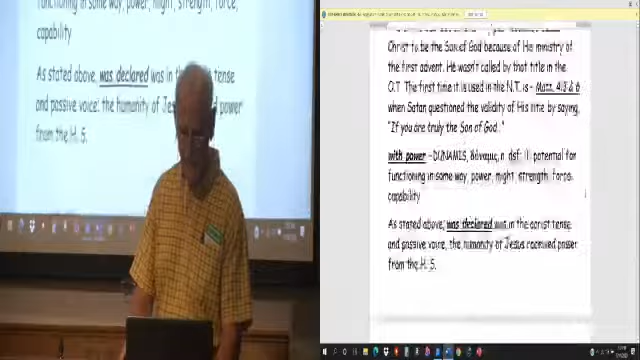 functioning in some way, power, might, strength, force,
capability
As stated above, was declared was in the tense
and passive voice; the humanity of Jesus power
from the H. S.
Christ to be the Son of God because of His ministry of
the first advent. He wasn't called by that title in the
O.T. The first time it is used in the N.T. is - Matt. 4:3 & 6
when Satan questioned the validity of His title by saying,
"If you are truly the Son of God."
with power - DUNAMIS, δύναμις, n dsf; 1) potential for
functioning in some way, power, might, strength, force,
capability
As stated above, was declared was in the aorist tense
and passive voice, the humanity of Jesus received power
from the H. S.